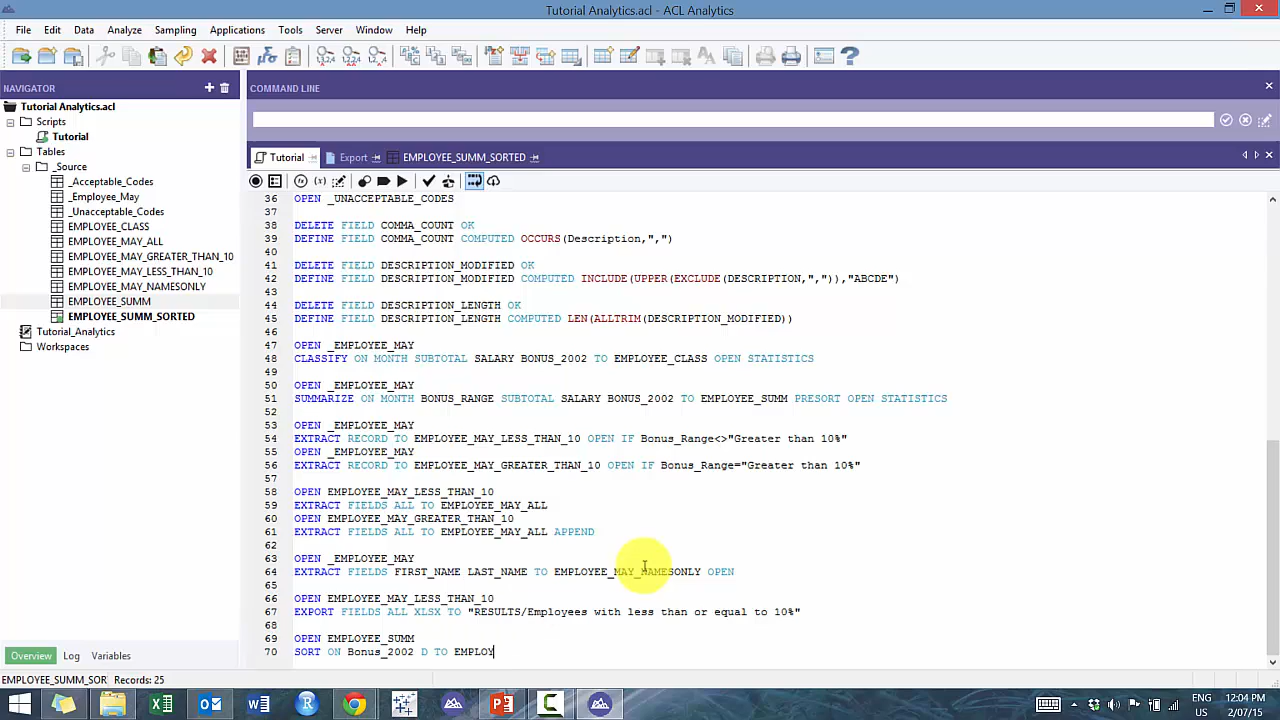 Tutorial Analytics.acl - ACL Analytics
File Edit Data Analyze Sampling Applications Tools Server Window Help
NAVIGATOR
COMMAND LINE
Tutorial Analytics.acl
Scripts
Tutorial
Tables
_Source
_Acceptable_Codes
_Employee_May
_Unacceptable_Codes
EMPLOYEE_CLASS
EMPLOYEE_MAY_ALL
EMPLOYEE_MAY_GREATER_THAN_10
EMPLOYEE_MAY_LESS_THAN_10
EMPLOYEE_MAY_NAMESONLY
EMPLOYEE_SUMM
EMPLOYEE_SUMM_SORTED
Tutorial_Analytics
Workspaces
Tutorial Export EMPLOYEE_SUMM_SORTED
36 OPEN _UNACCEPTABLE_CODES
37
38 DELETE FIELD COMMA_COUNT OK
39 DEFINE FIELD COMMA_COUNT COMPUTED OCCURS(Description,",")
40
41 DELETE FIELD DESCRIPTION_MODIFIED OK
42 DEFINE FIELD DESCRIPTION_MODIFIED COMPUTED INCLUDE(UPPER(EXCLUDE(DESCRIPTION,",")),"ABCDE")
43
44 DELETE FIELD DESCRIPTION_LENGTH OK
45 DEFINE FIELD DESCRIPTION_LENGTH COMPUTED LEN(ALLTRIM(DESCRIPTION_MODIFIED))
46
47 OPEN _EMPLOYEE_MAY
48 CLASSIFY ON MONTH SUBTOTAL SALARY BONUS_2002 TO EMPLOYEE_CLASS OPEN STATISTICS
49
50 OPEN _EMPLOYEE_MAY
51 SUMMARIZE ON MONTH BONUS_RANGE SUBTOTAL SALARY BONUS_2002 TO EMPLOYEE_SUMM PRESORT OPEN STATISTICS
52
53 OPEN _EMPLOYEE_MAY
54 EXTRACT RECORD TO EMPLOYEE_MAY_LESS_THAN_10 OPEN IF Bonus_Range<>"Greater than 10%"
55 OPEN _EMPLOYEE_MAY
56 EXTRACT RECORD TO EMPLOYEE_MAY_GREATER_THAN_10 OPEN IF Bonus_Range="Greater than 10%"
57
58 OPEN EMPLOYEE_MAY_LESS_THAN_10
59 EXTRACT FIELDS ALL TO EMPLOYEE_MAY_ALL
60 OPEN EMPLOYEE_MAY_GREATER_THAN_10
61 EXTRACT FIELDS ALL TO EMPLOYEE_MAY_ALL APPEND
62
63 OPEN _EMPLOYEE_MAY
64 EXTRACT FIELDS FIRST_NAME LAST_NAME TO EMPLOYEE_MAY_NAMESONLY OPEN
65
66 OPEN EMPLOYEE_MAY_LESS_THAN_10
67 EXPORT FIELDS ALL XLSX TO "RESULTS/Employees with less than or equal to 10%"
68
69 OPEN EMPLOYEE_SUMM
70 SORT ON Bonus_2002 D TO EMPLOY
Overview Log Variables
EMPLOYEE_SUMM_SOR Records: 25
ENG 12:04 PM
US 2/07/15